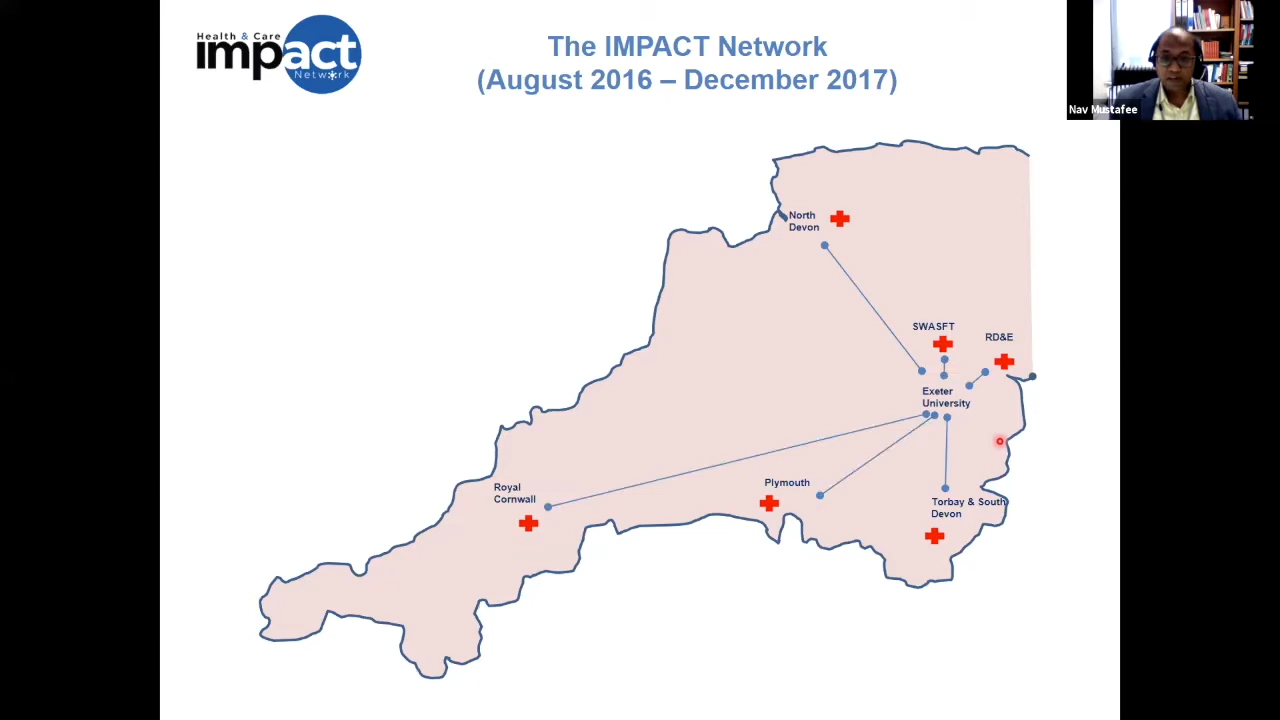 Health & Care
impact
Network
The IMPACT Network
(August 2016 – December 2017)
Nav Mustafee
North
Devon
SWASFT
RD&E
Exeter
University
Royal
Cornwall
Plymouth
Torbay & South
Devon